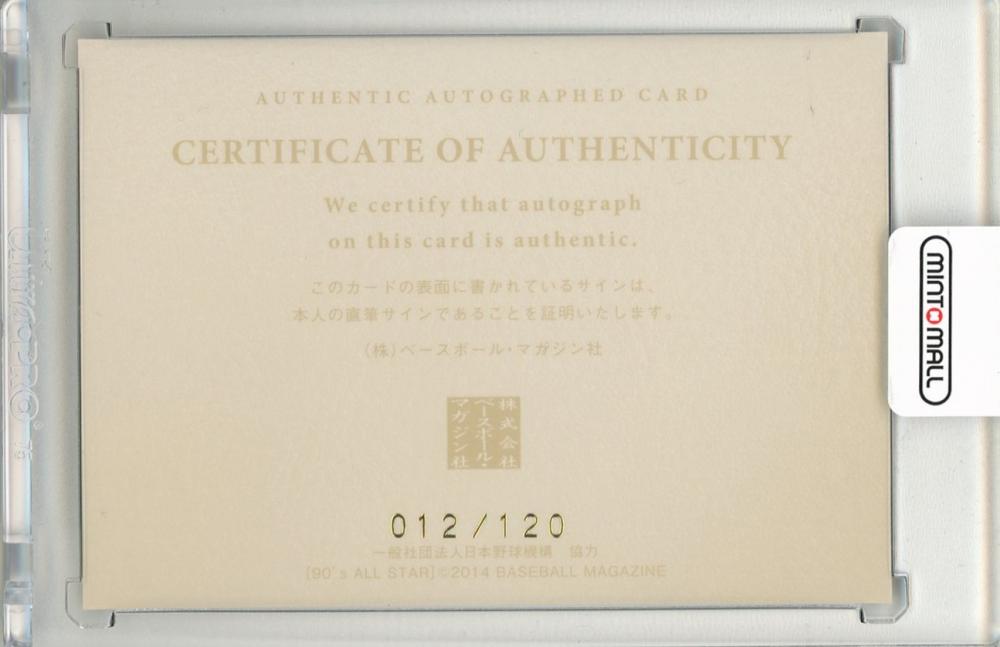 AUTHENTIC AUTOGRAPHED CARD
CERTIFICATE OF AUTHENTICITY
We certify that autograph
on this card is authentic.
このカードの表面に書かれているサインは、
本人の直筆サインであることを証明いたします。
(株)ベースボール・マガジン社
株式会社
ベースボール・
マガジン社
012/120
一般社団法人日本野球機構 協力
[90's ALL STAR]©2014 BASEBALL MAGAZINE
MINT MALL